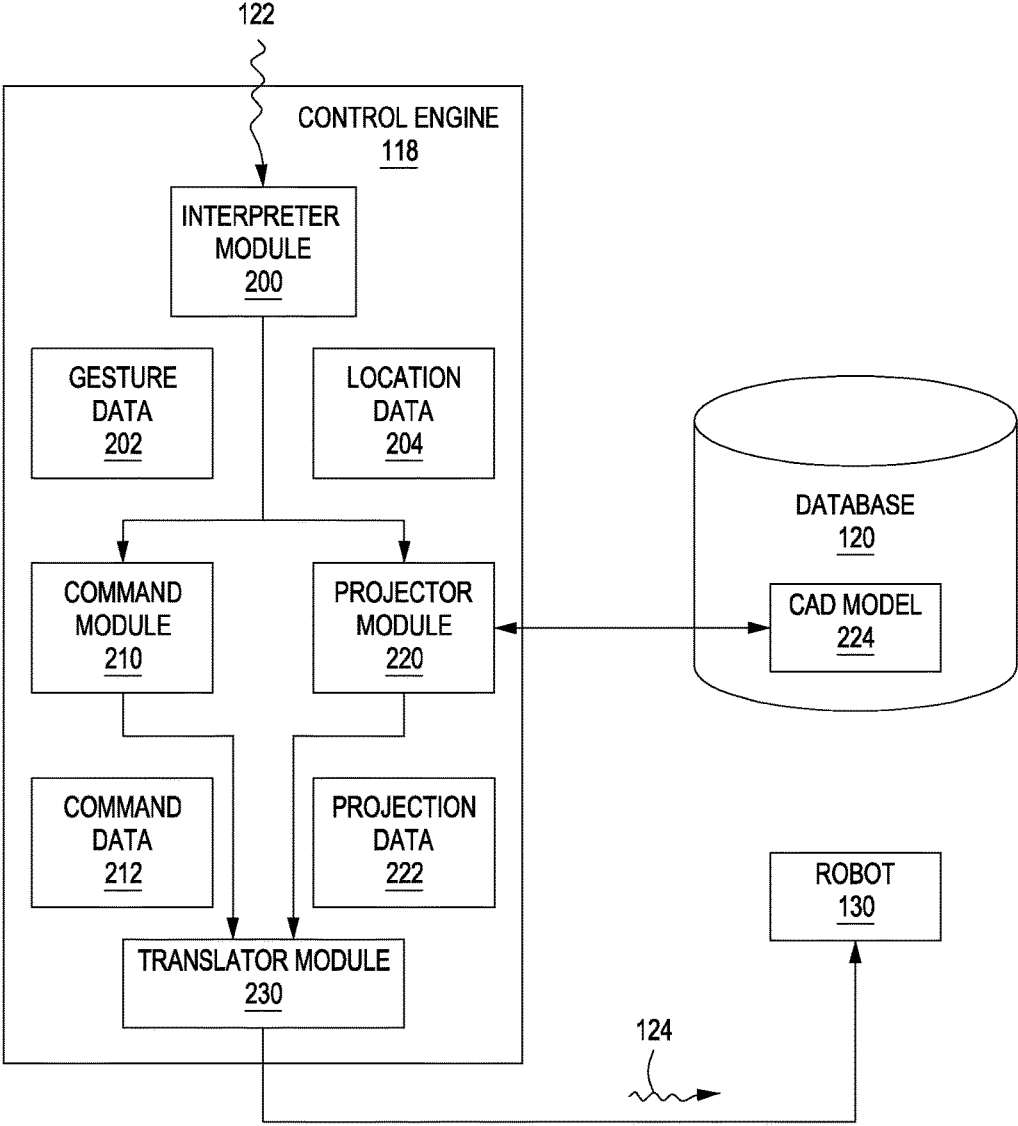 122
CONTROL ENGINE
118
INTERPRETER
MODULE
200
GESTURE
DATA
202
LOCATION
DATA
204
DATABASE
120
COMMAND
MODULE
210
PROJECTOR
MODULE
220
CAD MODEL
224
COMMAND
DATA
212
PROJECTION
DATA
222
ROBOT
130
TRANSLATOR MODULE
230
124